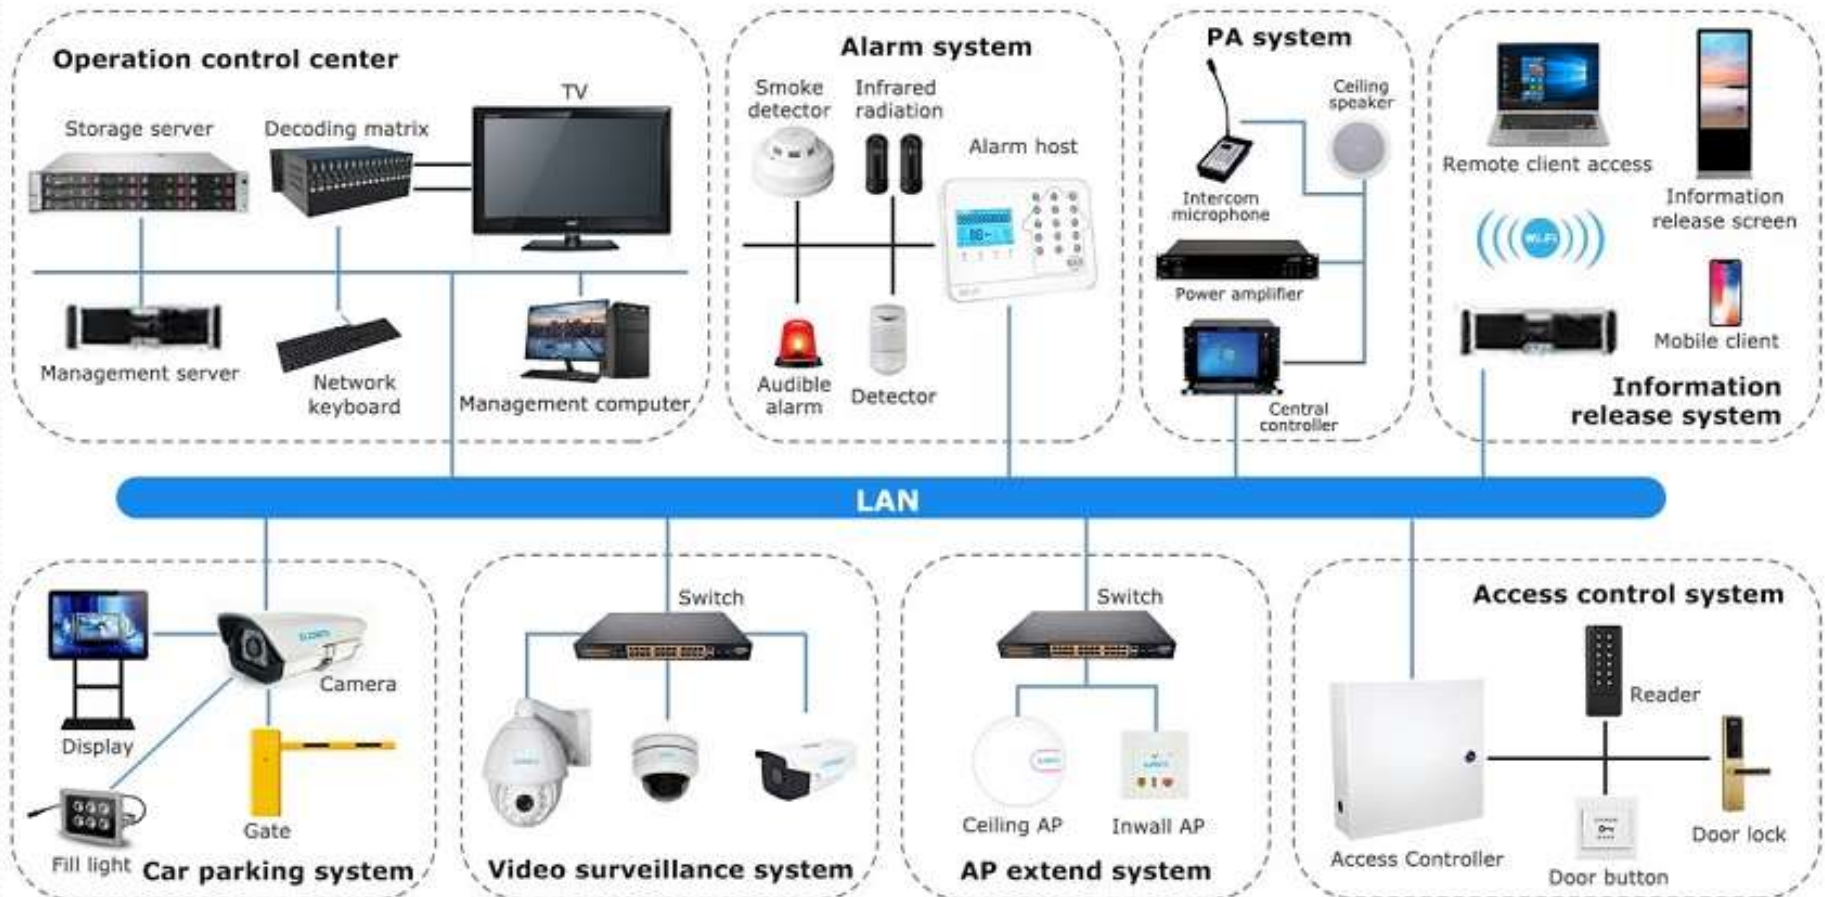 Operation control center
Storage server
Decoding matrix
TV
Management server
Network
keyboard
Management computer
Alarm system
Smoke
detector
Infrared
radiation
Alarm host
Audible
alarm
Detector
PA system
Ceiling
speaker
Intercom
microphone
Power amplifier
Central
controller
Remote client access
Information
release screen
Wi-Fi
Mobile client
Information
release system
LAN
Display
Camera
Gate
Fill light
Car parking system
Switch
Video surveillance system
Switch
Ceiling AP
Inwall AP
AP extend system
Access control system
Reader
Access Controller
Door lock
Door button